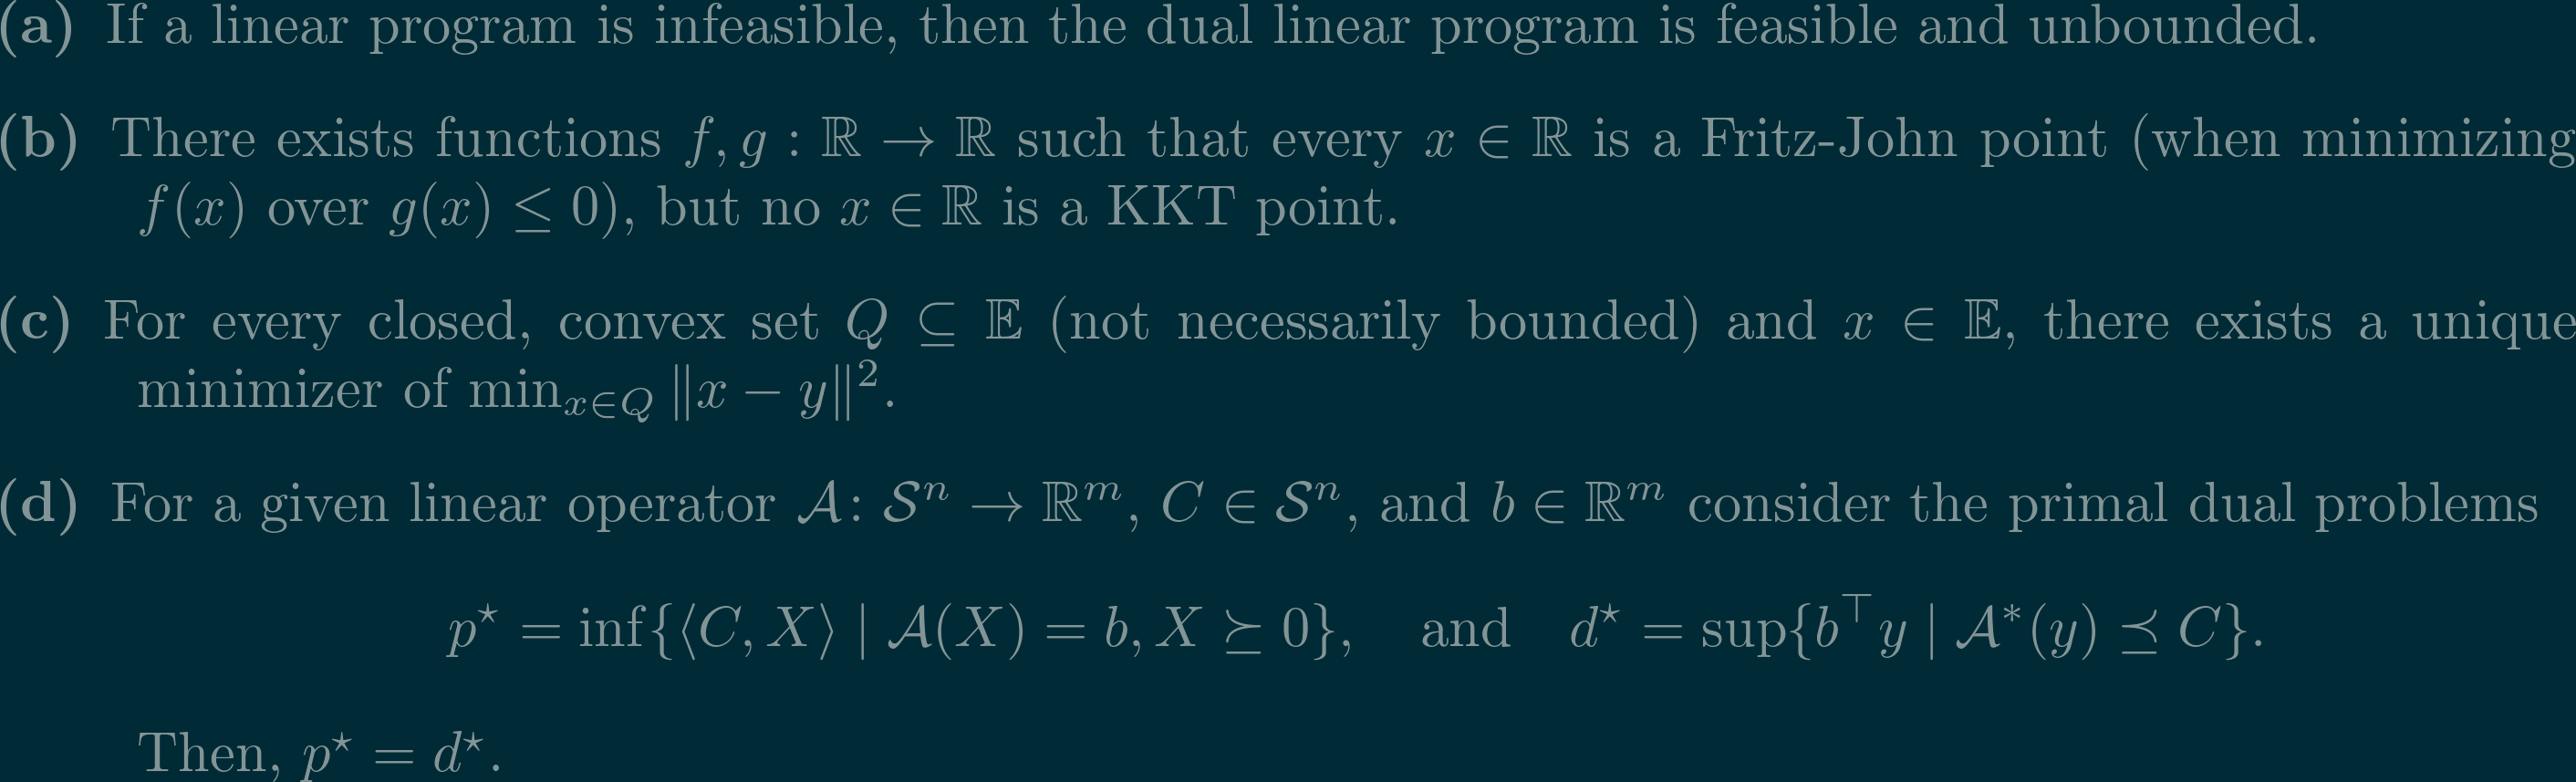 (a) If a linear program is infeasible, then the dual linear program is feasible and unbounded.
(b) There exists functions f, g : ℝ → ℝ such that every x ∈ ℝ is a Fritz-John point (when minimizing
f(x) over g(x) ≤ 0), but no x ∈ ℝ is a KKT point.
(c) For every closed, convex set Q ⊆ 𝔼 (not necessarily bounded) and x ∈ 𝔼, there exists a unique
minimizer of min_{x∈Q} ‖x − y‖².
(d) For a given linear operator 𝒜: 𝒮ⁿ → ℝᵐ, C ∈ 𝒮ⁿ, and b ∈ ℝᵐ consider the primal dual problems
p⋆ = inf{⟨C, X⟩ | 𝒜(X) = b, X ⪰ 0}, and d⋆ = sup{b^⊤ y | 𝒜*(y) ⪯ C}.
Then, p⋆ = d⋆.